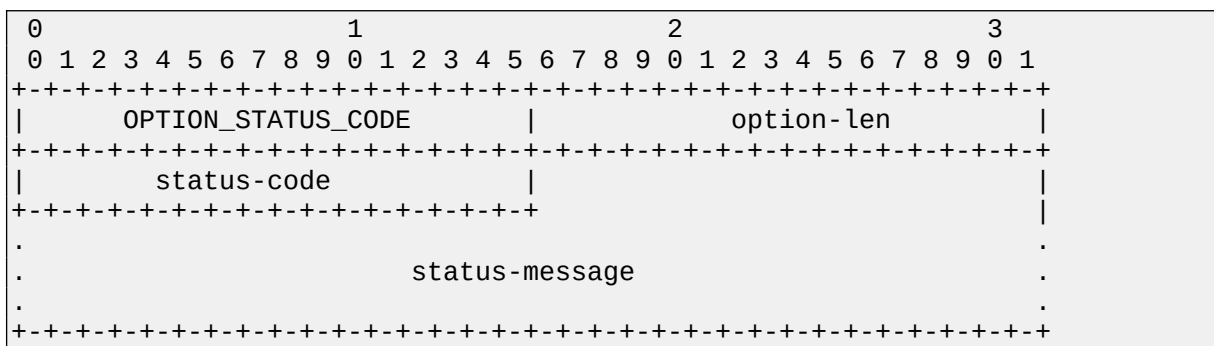 0                   1                   2                   3
 0 1 2 3 4 5 6 7 8 9 0 1 2 3 4 5 6 7 8 9 0 1 2 3 4 5 6 7 8 9 0 1
+-+-+-+-+-+-+-+-+-+-+-+-+-+-+-+-+-+-+-+-+-+-+-+-+-+-+-+-+-+-+-+-+
|      OPTION_STATUS_CODE       |            option-len         |
+-+-+-+-+-+-+-+-+-+-+-+-+-+-+-+-+-+-+-+-+-+-+-+-+-+-+-+-+-+-+-+-+
|        status-code            |                               |
+-+-+-+-+-+-+-+-+-+-+-+-+-+-+-+-+                               |
.                                                               .
.                        status-message                         .
.                                                               .
+-+-+-+-+-+-+-+-+-+-+-+-+-+-+-+-+-+-+-+-+-+-+-+-+-+-+-+-+-+-+-+-+